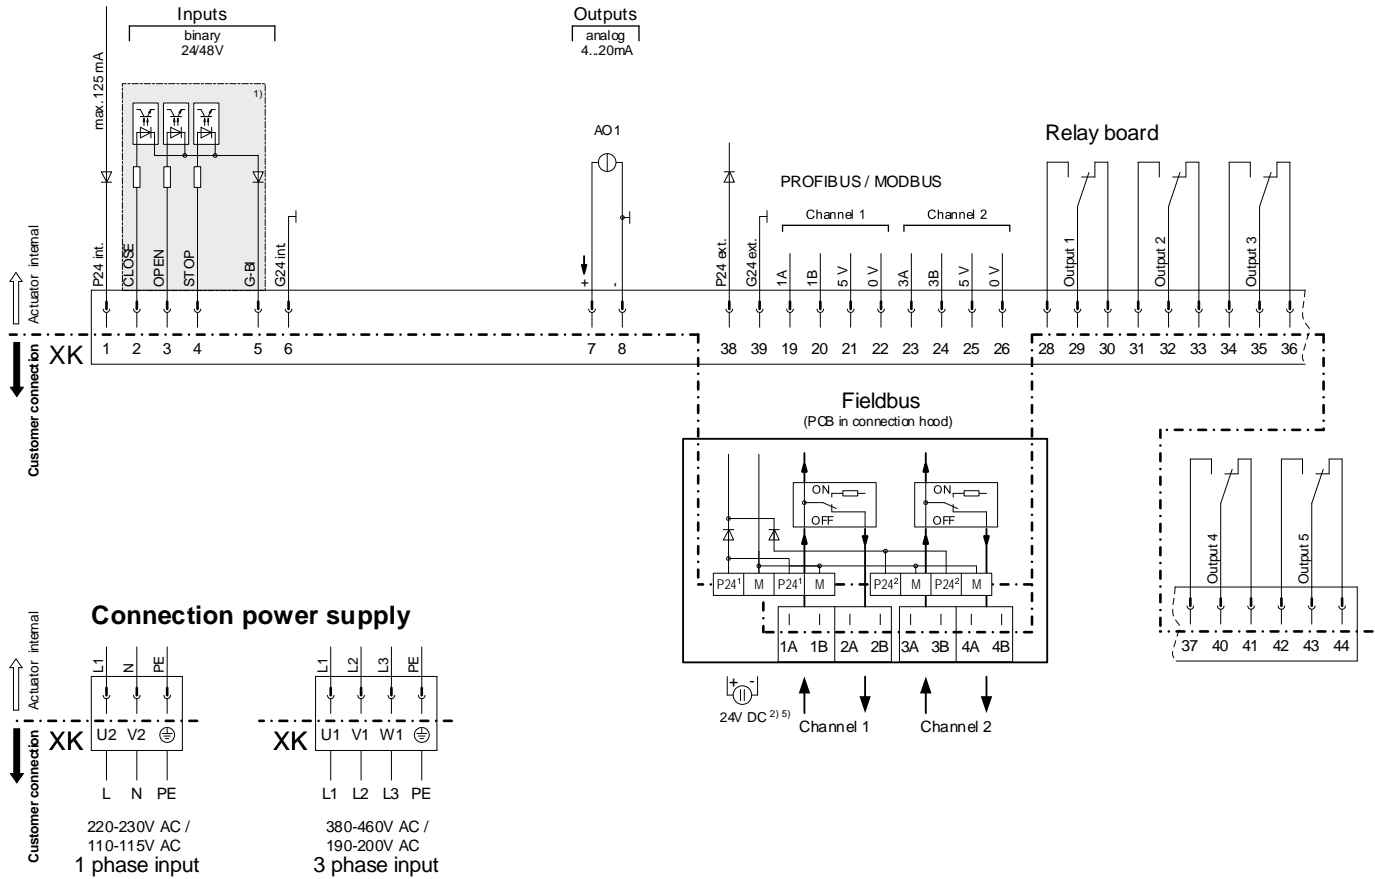 Inputs
binary
24/48V
Outputs
analog
4...20mA
max. 125 mA
1)
AO1
Relay board
PROFIBUS / MODBUS
Channel 1
Channel 2
Actuator internal
P24 int.
CLOSE
OPEN
STOP
G-BI
G24 int.
+
-
P24 ext.
G24 ext.
1A
1B
5 V
0 V
3A
3B
5 V
0 V
Output 1
Output 2
Output 3
Customer connection
XK
1 2 3 4 5 6 7 8 38 39 19 20 21 22 23 24 25 26 28 29 30 31 32 33 34 35 36
Fieldbus
(PCB in connection hood)
ON
OFF
ON
OFF
P24¹ M P24¹ M P24² M P24² M
1A 1B 2A 2B 3A 3B 4A 4B
+ -
24V DC 2) 5)
Channel 1
Channel 2
Output 4
Output 5
37 40 41 42 43 44
Connection power supply
Actuator internal
Customer connection
L1 N PE
XK
U2 V2
L N PE
220-230V AC /
110-115V AC
1 phase input
L1 L2 L3 PE
XK
U1 V1 W1
L1 L2 L3 PE
380-460V AC /
190-200V AC
3 phase input